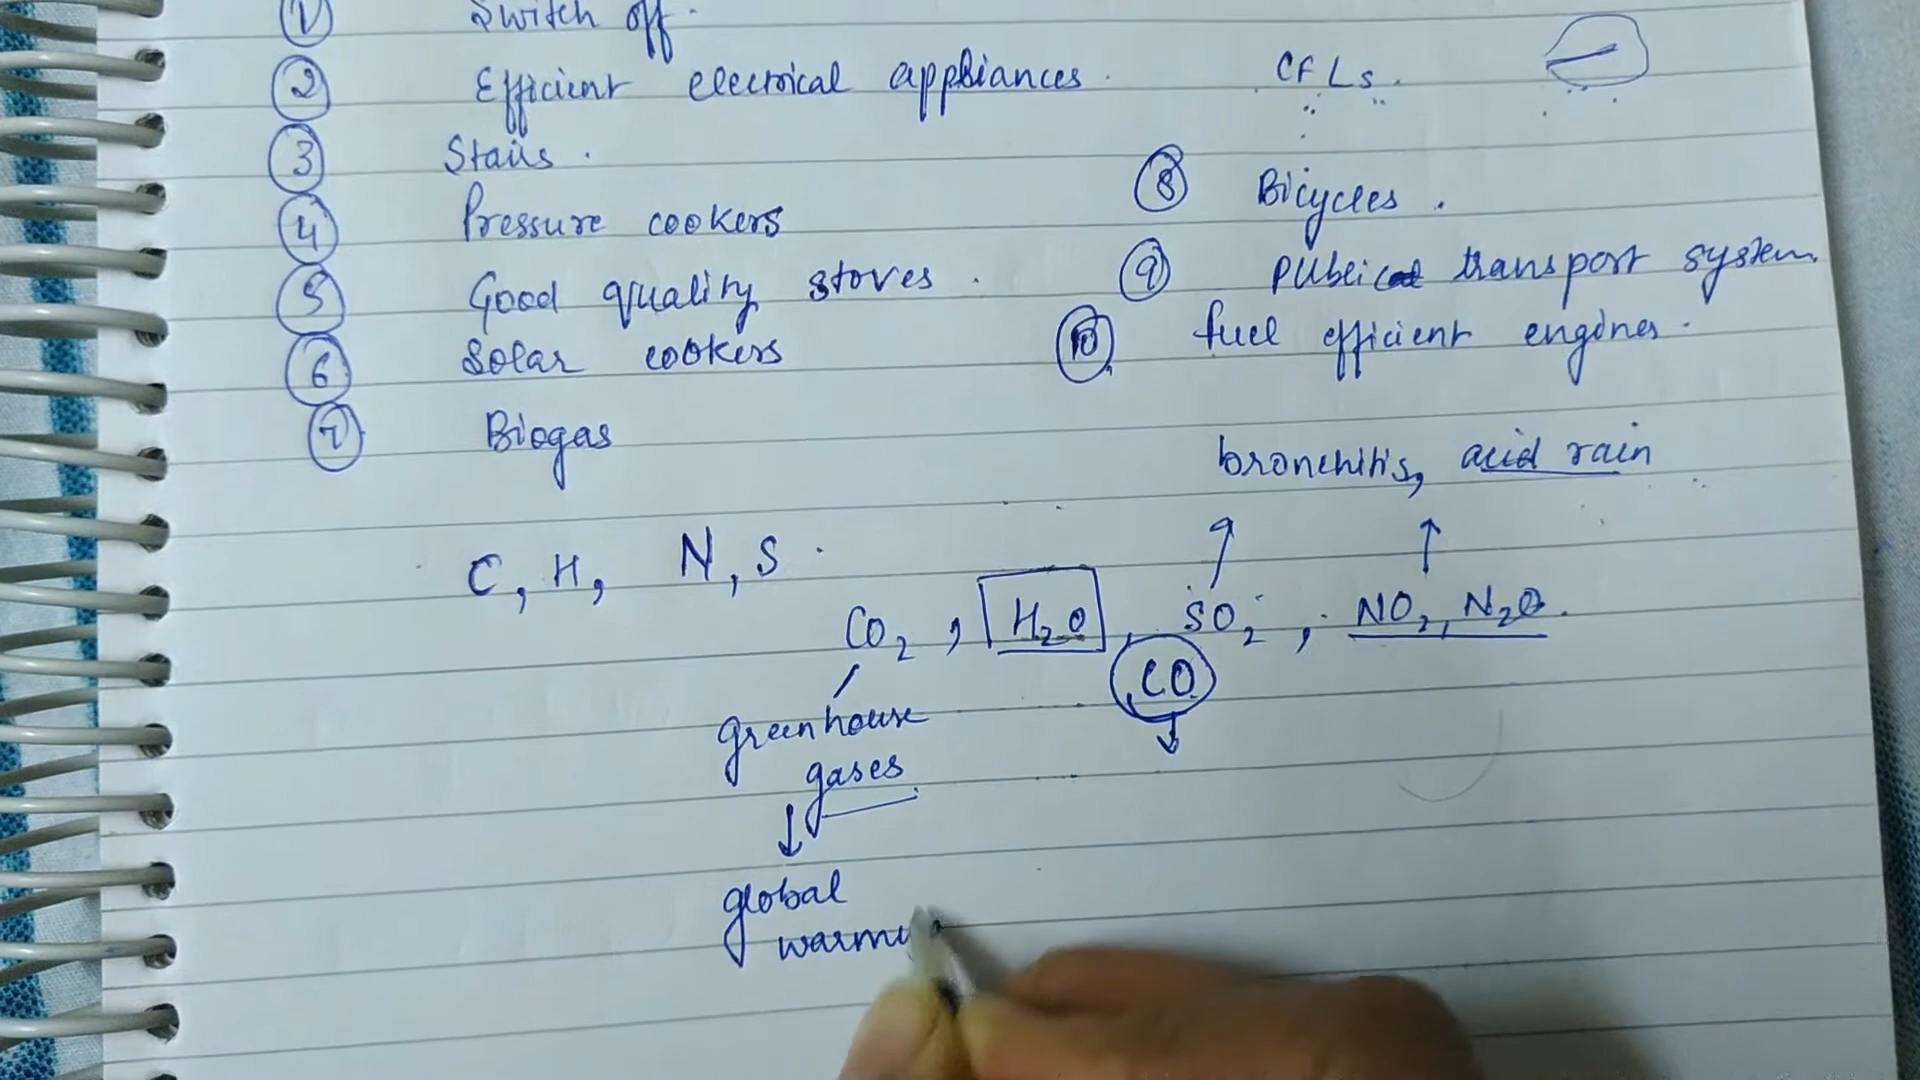 1 Switch off.
2 Efficient electrical appliances. CFLs.
3 Stairs.
4 Pressure cookers
5 Good quality stoves.
6 Solar cookers
7 Biogas
8 Bicycles.
9 public transport system.
10 fuel efficient engines.
bronchitis, acid rain
C, H, N, S.
CO2, H2O, SO2, NO2, N2O.
CO
greenhouse
gases
global
warmi